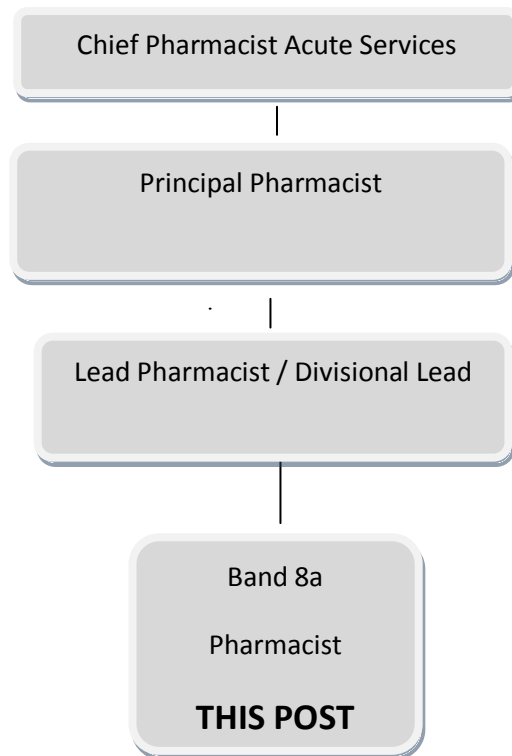 Chief Pharmacist Acute Services
Principal Pharmacist
Lead Pharmacist / Divisional Lead
Band 8a
Pharmacist
THIS POST